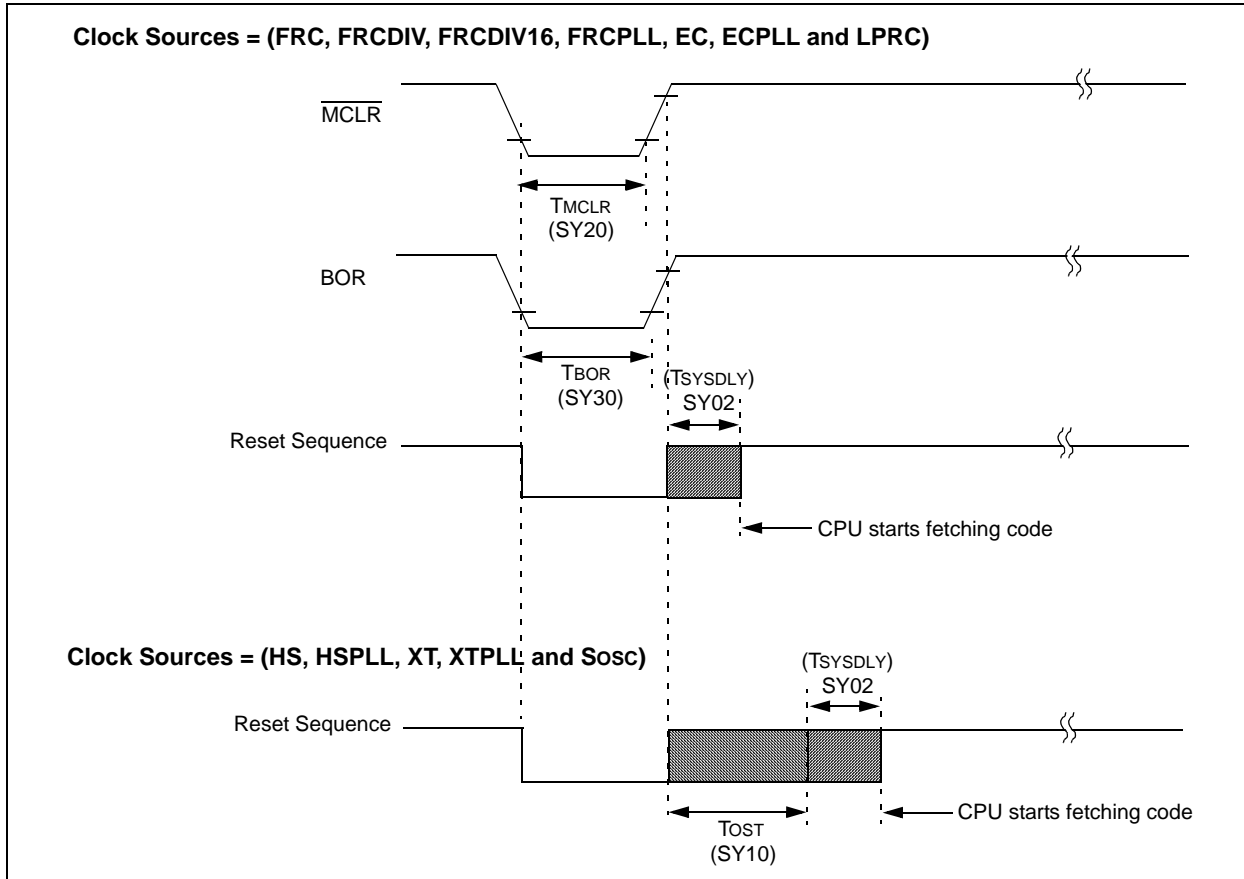 Clock Sources = (FRC, FRCDIV, FRCDIV16, FRCPLL, EC, ECPLL and LPRC)
MCLR
TMCLR
(SY20)
BOR
TBOR
(SY30)
(TSYSDLY)
SY02
Reset Sequence
CPU starts fetching code
Clock Sources = (HS, HSPLL, XT, XTPLL and SOSC)
(TSYSDLY)
SY02
Reset Sequence
CPU starts fetching code
TOST
(SY10)